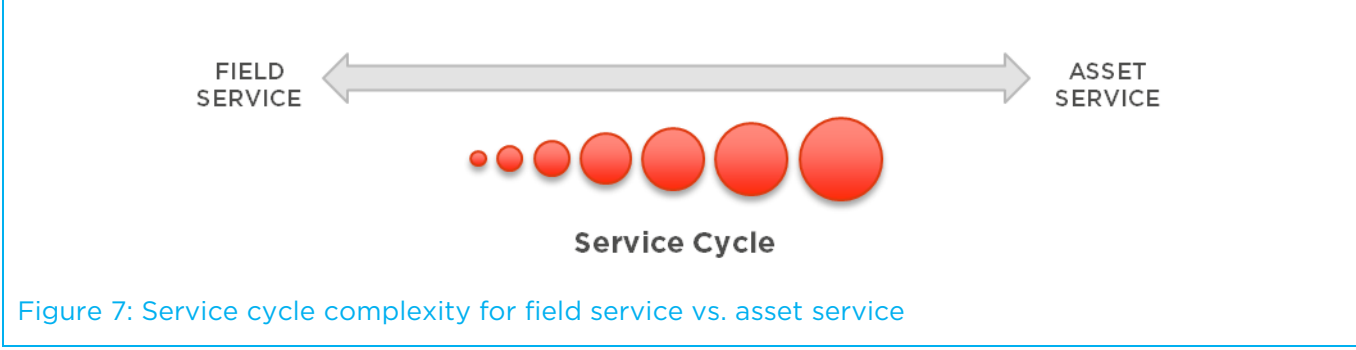 FIELD
SERVICE
ASSET
SERVICE
Service Cycle
Figure 7: Service cycle complexity for field service vs. asset service